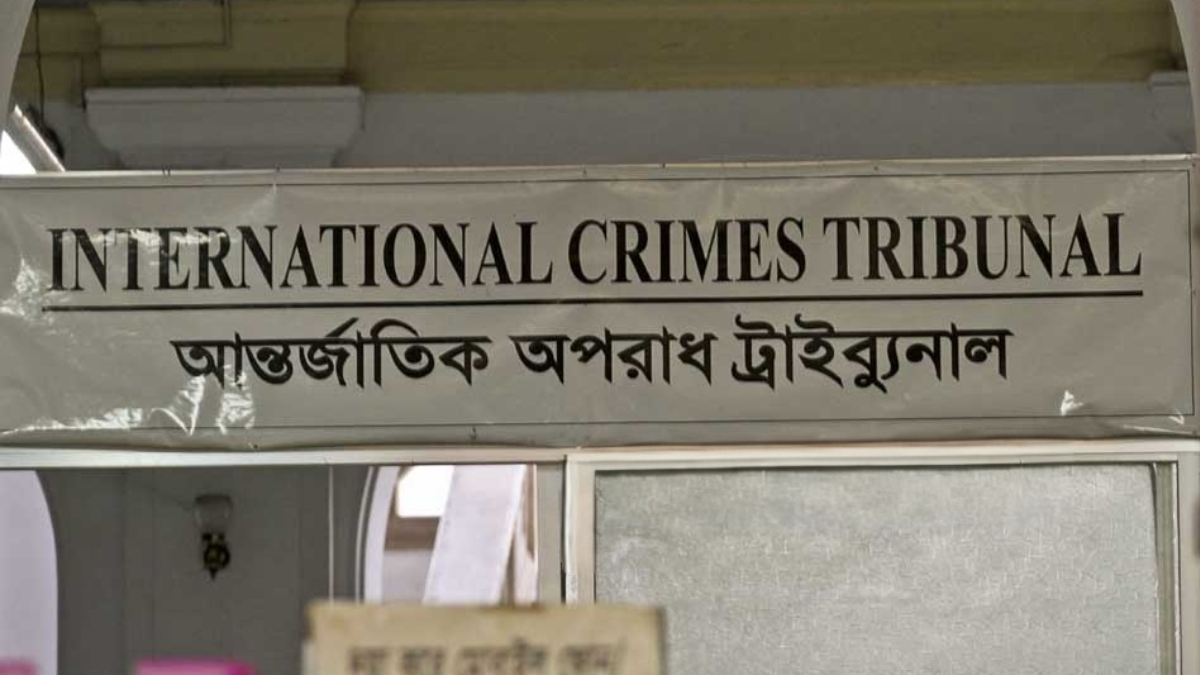 INTERNATIONAL CRIMES TRIBUNAL
আন্তর্জাতিক অপরাধ ট্রাইব্যুনাল